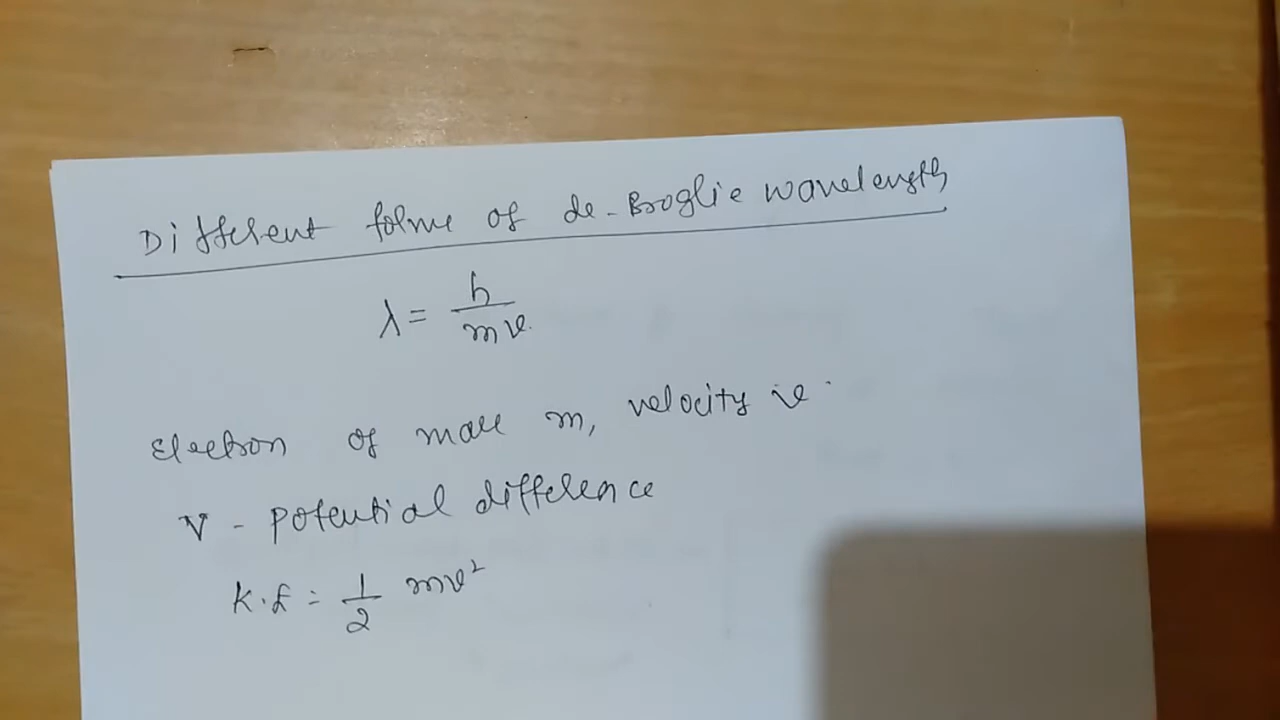 Different forms of de-Broglie wavelength
λ = h / mv
Electron of mass m, velocity v.
V - potential difference
K.E = 1/2 mv²